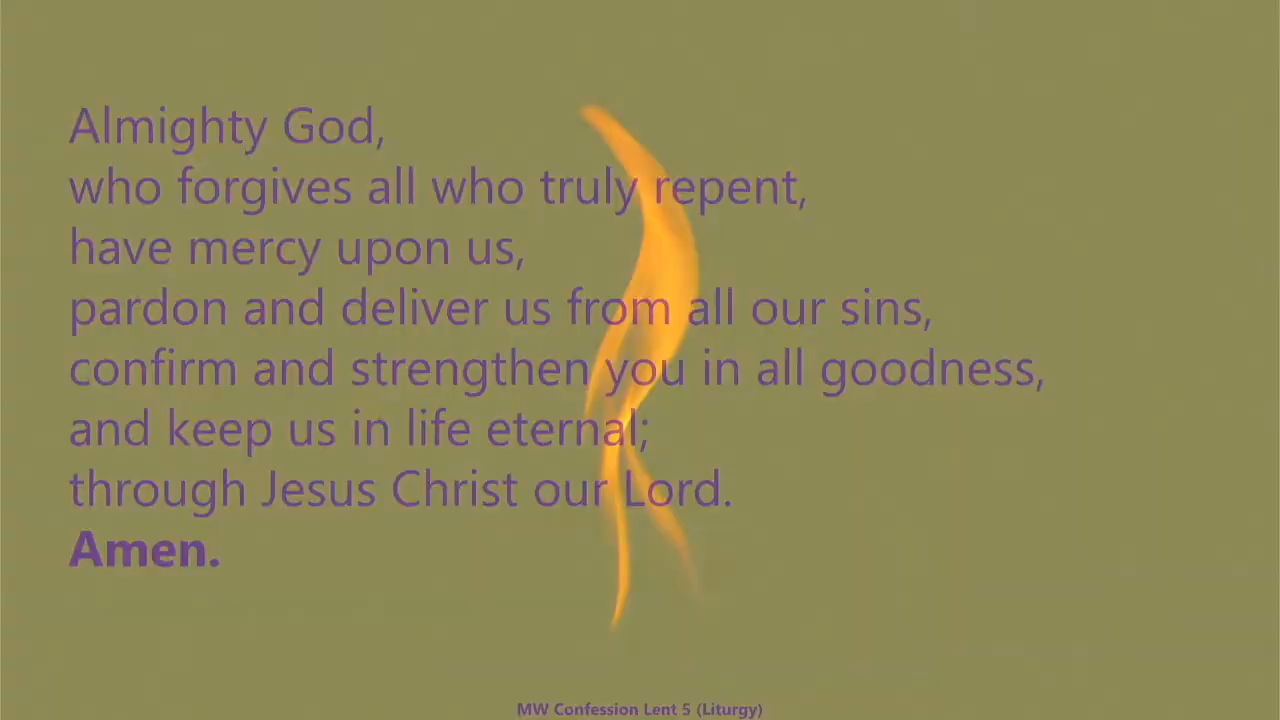 Almighty God,
who forgives all who truly repent,
have mercy upon us,
pardon and deliver us from all our sins,
confirm and strengthen you in all goodness,
and keep us in life eternal;
through Jesus Christ our Lord.
Amen.
MW Confession Lent 5 (Liturgy)